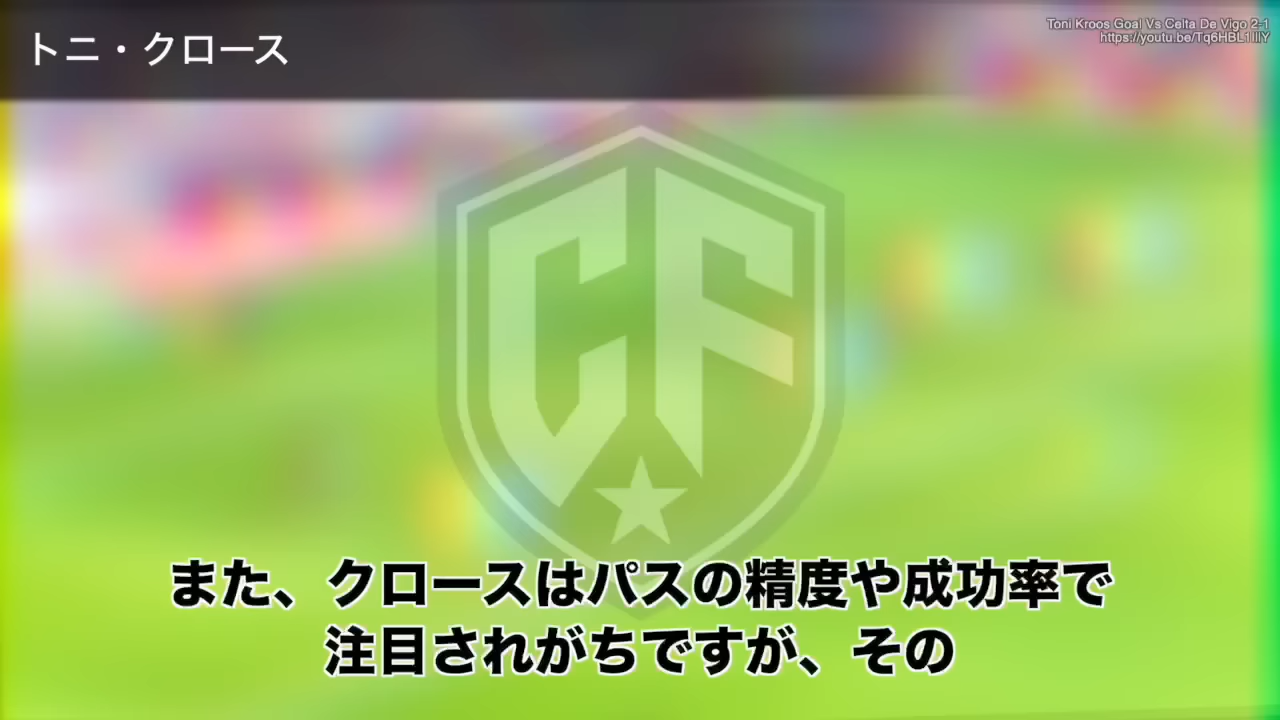 トニ・クロース
Toni Kroos Goal Vs Celta De Vigo 2-1
CF
また、クロースはパスの精度や成功率で
注目されがちですが、その